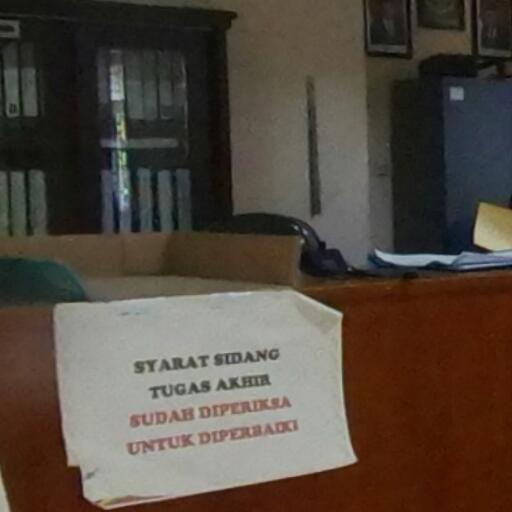 SYARAT SIDANG
TUGAS AKHIR
SUDAH DIPERIKSA
UNTUK DIPERBAIKI